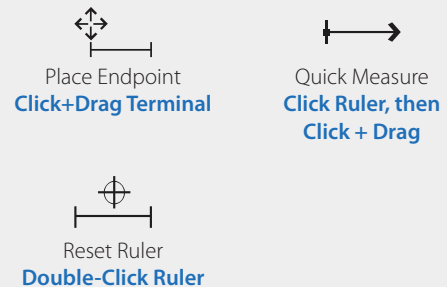 Place Endpoint
Click+Drag Terminal
Quick Measure
Click Ruler, then
Click + Drag
Reset Ruler
Double-Click Ruler